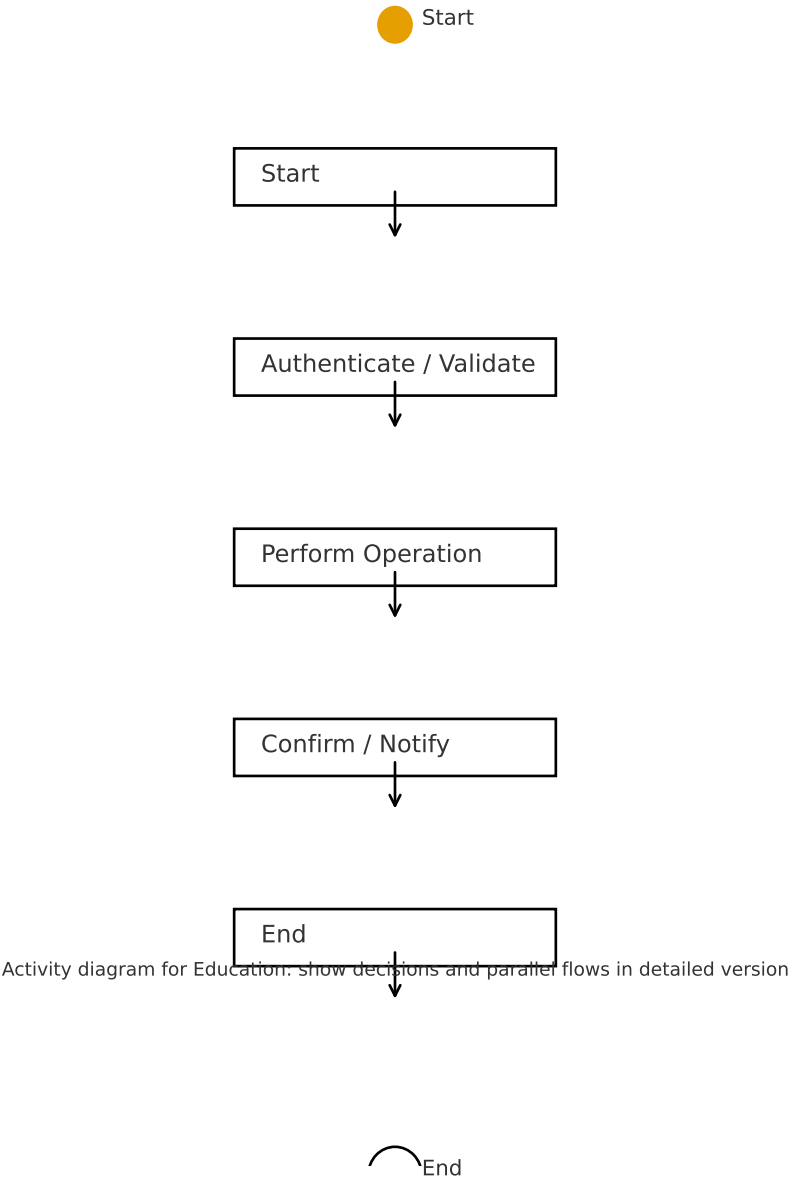 Start
Start
Authenticate / Validate
Perform Operation
Confirm / Notify
End
Activity diagram for Education: show decisions and parallel flows in detailed version
End